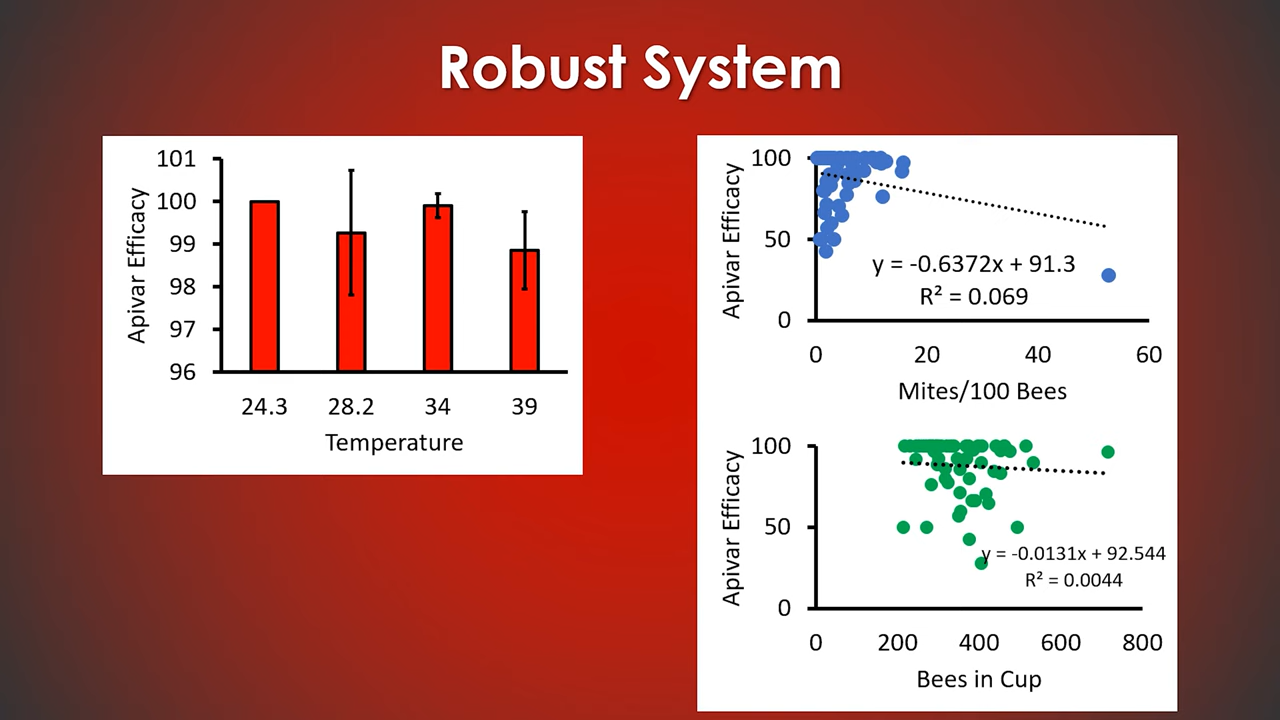 Robust System
Apivar Efficacy
101
100
99
98
97
96
24.3 28.2 34 39
Temperature
Apivar Efficacy
100
50
0
y = -0.6372x + 91.3
R² = 0.069
0 20 40 60
Mites/100 Bees
Apivar Efficacy
100
50
0
y = -0.0131x + 92.544
R² = 0.0044
0 200 400 600 800
Bees in Cup